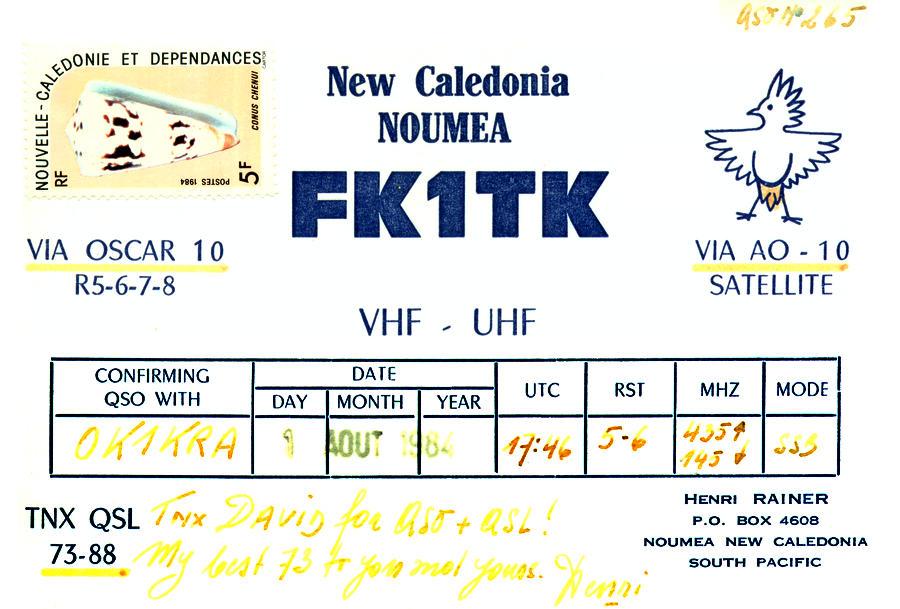 QSO Nº 265
NOUVELLE-CALEDONIE ET DEPENDANCES
CONUS CHENUI
RF
POSTES 1984
5F
New Caledonia
NOUMEA
FK1TK
VIA OSCAR 10
R5-6-7-8
VIA AO - 10
SATELLITE
VHF - UHF
CONFIRMING
QSO WITH
DATE
DAY MONTH YEAR
UTC
RST
MHZ
MODE
OK1KRA 1 AOUT 1984 17:46 5-6 435↑ SSB
145↓
TNX QSL Tnx David for QSO + QSL!
73-88 My best 73 to you and yours. Henri
HENRI RAINER
P.O. BOX 4608
NOUMEA NEW CALEDONIA
SOUTH PACIFIC